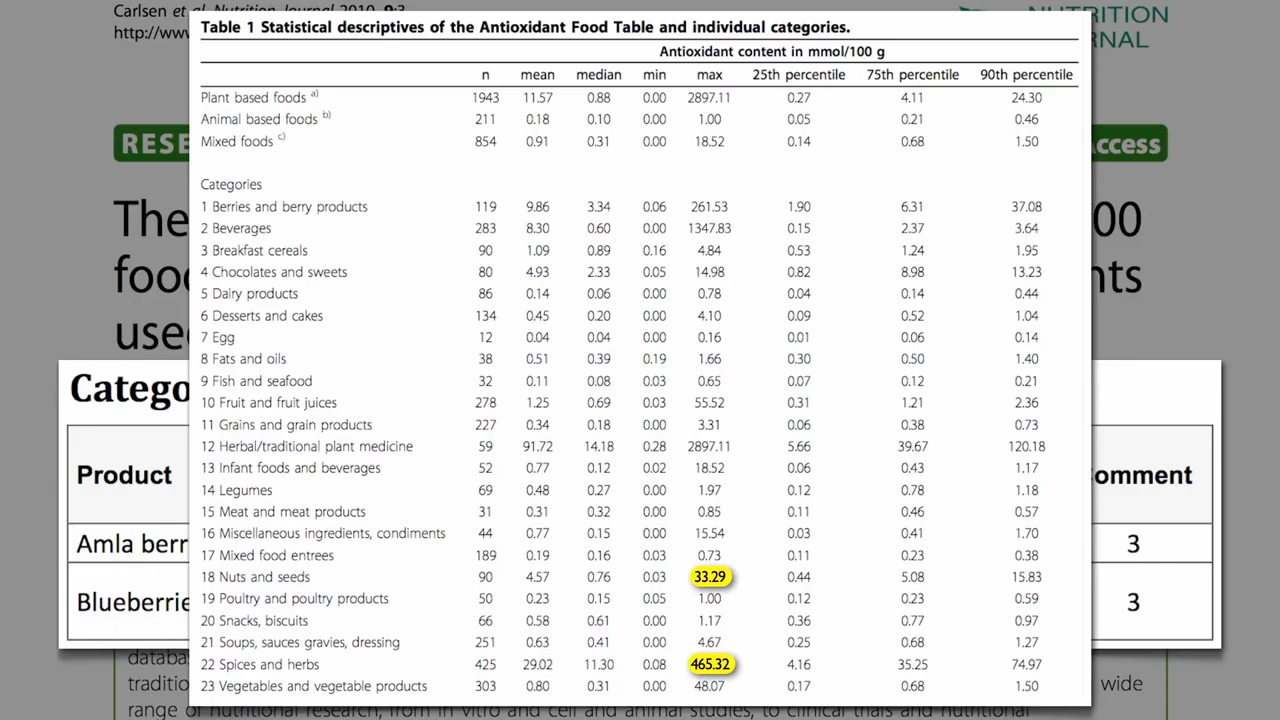 Carlsen et al. Nutrition Journal 2010, 9:3
http://www
NUTRITION
RNAL
Table 1 Statistical descriptives of the Antioxidant Food Table and individual categories.
Antioxidant content in mmol/100 g
n mean median min max 25th percentile 75th percentile 90th percentile
Plant based foods a) 1943 11.57 0.88 0.00 2897.11 0.27 4.11 24.30
Animal based foods b) 211 0.18 0.10 0.00 1.00 0.05 0.21 0.46
Mixed foods c) 854 0.91 0.31 0.00 18.52 0.14 0.68 1.50
Categories
1 Berries and berry products 119 9.86 3.34 0.06 261.53 1.90 6.31 37.08
2 Beverages 283 8.30 0.60 0.00 1347.83 0.15 2.37 3.64
3 Breakfast cereals 90 1.09 0.89 0.16 4.84 0.53 1.24 1.95
4 Chocolates and sweets 80 4.93 2.33 0.05 14.98 0.82 8.98 13.23
5 Dairy products 86 0.14 0.06 0.00 0.78 0.04 0.14 0.44
6 Desserts and cakes 134 0.45 0.20 0.00 4.10 0.09 0.52 1.04
7 Egg 12 0.04 0.04 0.00 0.16 0.01 0.06 0.14
8 Fats and oils 38 0.51 0.39 0.19 1.66 0.30 0.50 1.40
9 Fish and seafood 32 0.11 0.08 0.03 0.65 0.07 0.12 0.21
10 Fruit and fruit juices 278 1.25 0.69 0.03 55.52 0.31 1.21 2.36
11 Grains and grain products 227 0.34 0.18 0.00 3.31 0.06 0.38 0.73
12 Herbal/traditional plant medicine 59 91.72 14.18 0.28 2897.11 5.66 39.67 120.18
13 Infant foods and beverages 52 0.77 0.12 0.02 18.52 0.06 0.43 1.17
14 Legumes 69 0.48 0.27 0.00 1.97 0.12 0.78 1.18
15 Meat and meat products 31 0.31 0.32 0.00 0.85 0.11 0.46 0.57
16 Miscellaneous ingredients, condiments 44 0.77 0.15 0.00 15.54 0.03 0.41 1.70
17 Mixed food entrees 189 0.19 0.16 0.03 0.73 0.11 0.23 0.38
18 Nuts and seeds 90 4.57 0.76 0.03 33.29 0.44 5.08 15.83
19 Poultry and poultry products 50 0.23 0.15 0.05 1.00 0.12 0.23 0.59
20 Snacks, biscuits 66 0.58 0.61 0.00 1.17 0.36 0.77 0.97
21 Soups, sauces gravies, dressing 251 0.63 0.41 0.00 4.67 0.25 0.68 1.27
22 Spices and herbs 425 29.02 11.30 0.08 465.32 4.16 35.25 74.97
23 Vegetables and vegetable products 303 0.80 0.31 0.00 48.07 0.17 0.68 1.50
RESE
ccess
The
00
foo
nts
use
Catego
Product
omment
Amla berr
3
Blueberrie
3
databa
traditio
wide
range of nutritional research, from in vitro and cell and animal studies, to clinical trials and nutritional